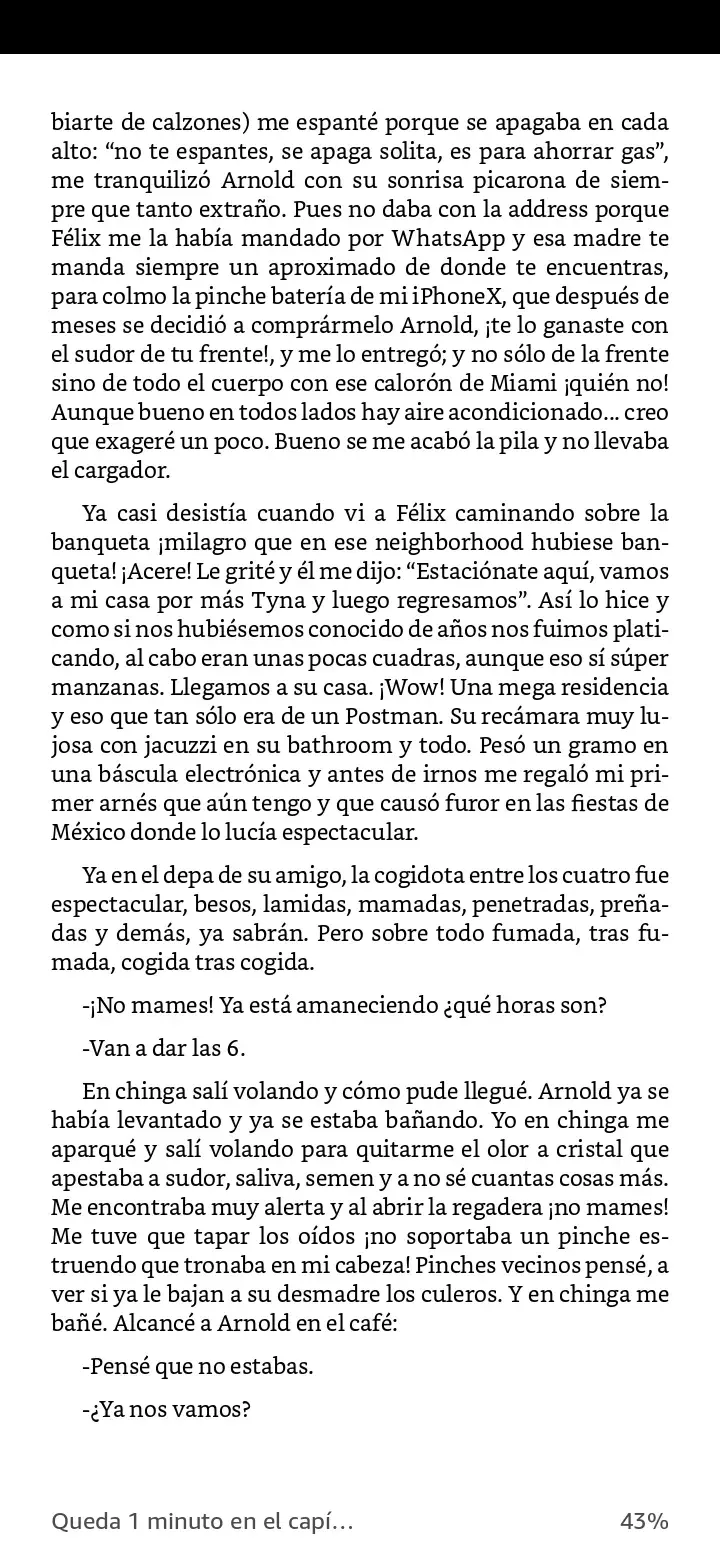 biarte de calzones) me espanté porque se apagaba en cada
alto: “no te espantes, se apaga solita, es para ahorrar gas”,
me tranquilizó Arnold con su sonrisa picarona de siem-
pre que tanto extraño. Pues no daba con la address porque
Félix me la había mandado por WhatsApp y esa madre te
manda siempre un aproximado de donde te encuentras,
para colmo la pinche batería de mi iPhoneX, que después de
meses se decidió a comprármelo Arnold, ¡te lo ganaste con
el sudor de tu frente!, y me lo entregó; y no sólo de la frente
sino de todo el cuerpo con ese calorón de Miami ¡quién no!
Aunque bueno en todos lados hay aire acondicionado... creo
que exageré un poco. Bueno se me acabó la pila y no llevaba
el cargador.
Ya casi desistía cuando vi a Félix caminando sobre la
banqueta ¡milagro que en ese neighborhood hubiese ban-
queta! ¡Acere! Le grité y él me dijo: “Estaciónate aquí, vamos
a mi casa por más Tyna y luego regresamos”. Así lo hice y
como si nos hubiésemos conocido de años nos fuimos plati-
cando, al cabo eran unas pocas cuadras, aunque eso sí súper
manzanas. Llegamos a su casa. ¡Wow! Una mega residencia
y eso que tan sólo era de un Postman. Su recámara muy lu-
josa con jacuzzi en su bathroom y todo. Pesó un gramo en
una báscula electrónica y antes de irnos me regaló mi pri-
mer arnés que aún tengo y que causó furor en las fiestas de
México donde lo lucía espectacular.
Ya en el depa de su amigo, la cogidota entre los cuatro fue
espectacular, besos, lamidas, mamadas, penetradas, preña-
das y demás, ya sabrán. Pero sobre todo fumada, tras fu-
mada, cogida tras cogida.
-¡No mames! Ya está amaneciendo ¿qué horas son?
-Van a dar las 6.
En chinga salí volando y cómo pude llegué. Arnold ya se
había levantado y ya se estaba bañando. Yo en chinga me
aparqué y salí volando para quitarme el olor a cristal que
apestaba a sudor, saliva, semen y a no sé cuantas cosas más.
Me encontraba muy alerta y al abrir la regadera ¡no mames!
Me tuve que tapar los oídos ¡no soportaba un pinche es-
truendo que tronaba en mi cabeza! Pinches vecinos pensé, a
ver si ya le bajan a su desmadre los culeros. Y en chinga me
bañé. Alcancé a Arnold en el café:
-Pensé que no estabas.
-¿Ya nos vamos?
Queda 1 minuto en el capí...
43%